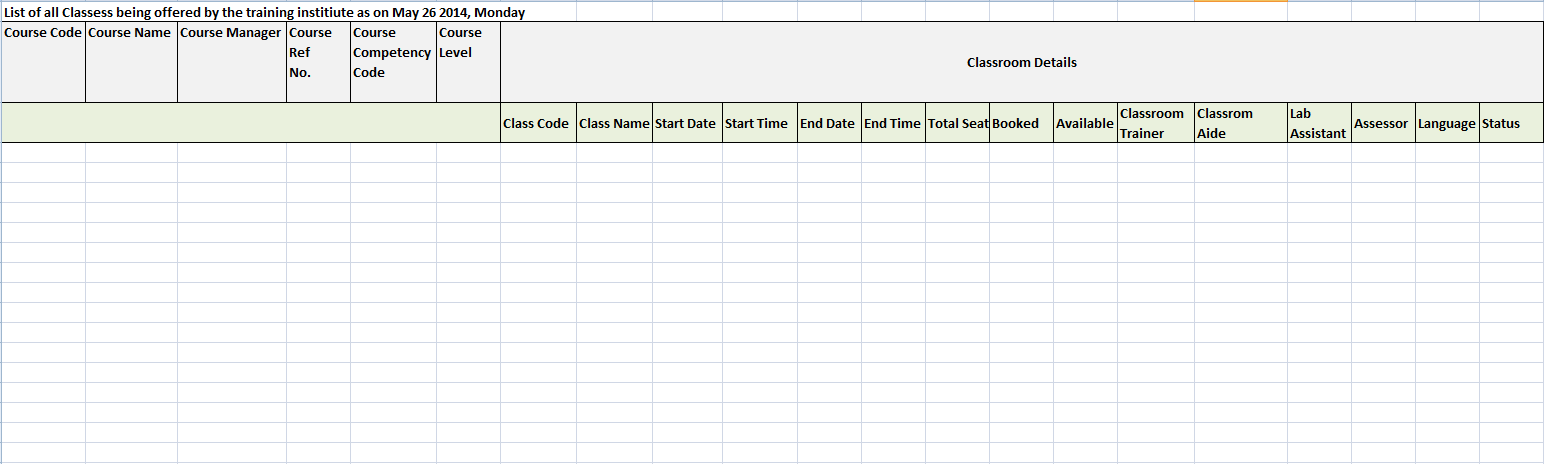 List of all Classess being offered by the training institiute as on May 26 2014, Monday
Course Code
Course Name
Course Manager
Course
Ref
No.
Course
Competency
Code
Course
Level
Classroom Details
Class Code
Class Name
Start Date
Start Time
End Date
End Time
Total Seat
Booked
Available
Classroom
Trainer
Classrom
Aide
Lab
Assistant
Assessor
Language
Status